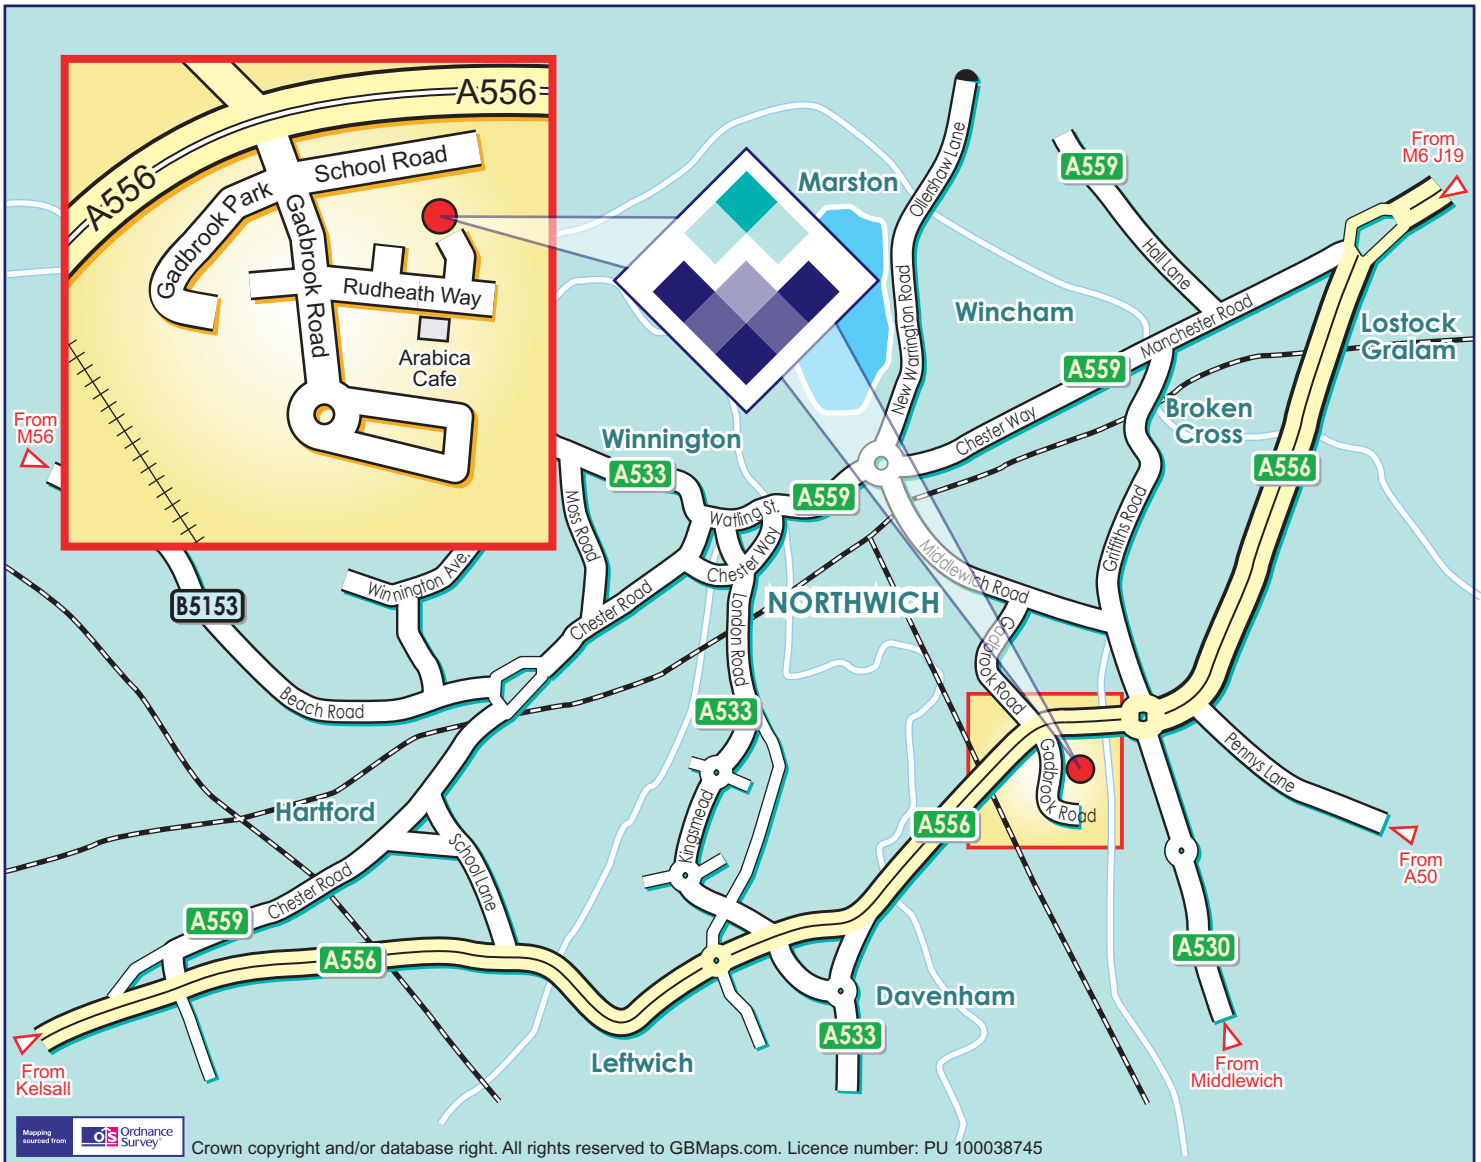 A556
A556
School Road
Gadbrook Park
Gadbrook Road
Rudheath Way
Arabica
Cafe
From
M56
Marston
Ollershaw Lane
A559
From
M6 J19
Hall Lane
Manchester Road
New Warrington Road
Wincham
Lostock
Gralam
A559
Chester Way
Broken
Cross
Winnington
A533
A559
A556
Moss Road
Watling St.
Chester Way
Griffiths Road
Middlewich Road
Winnington Ave.
B5153
Chester Road
London Road
NORTHWICH
Gadbrook Road
Beach Road
A533
Gadbrook Road
Pennys Lane
Hartford
Kingsmead
A556
School Lane
From
A50
Chester Road
A559
A556
A530
Davenham
A533
Leftwich
From
Kelsall
From
Middlewich
Mapping
sourced from
OS
Ordnance
Survey®
Crown copyright and/or database right. All rights reserved to GBMaps.com. Licence number: PU 100038745